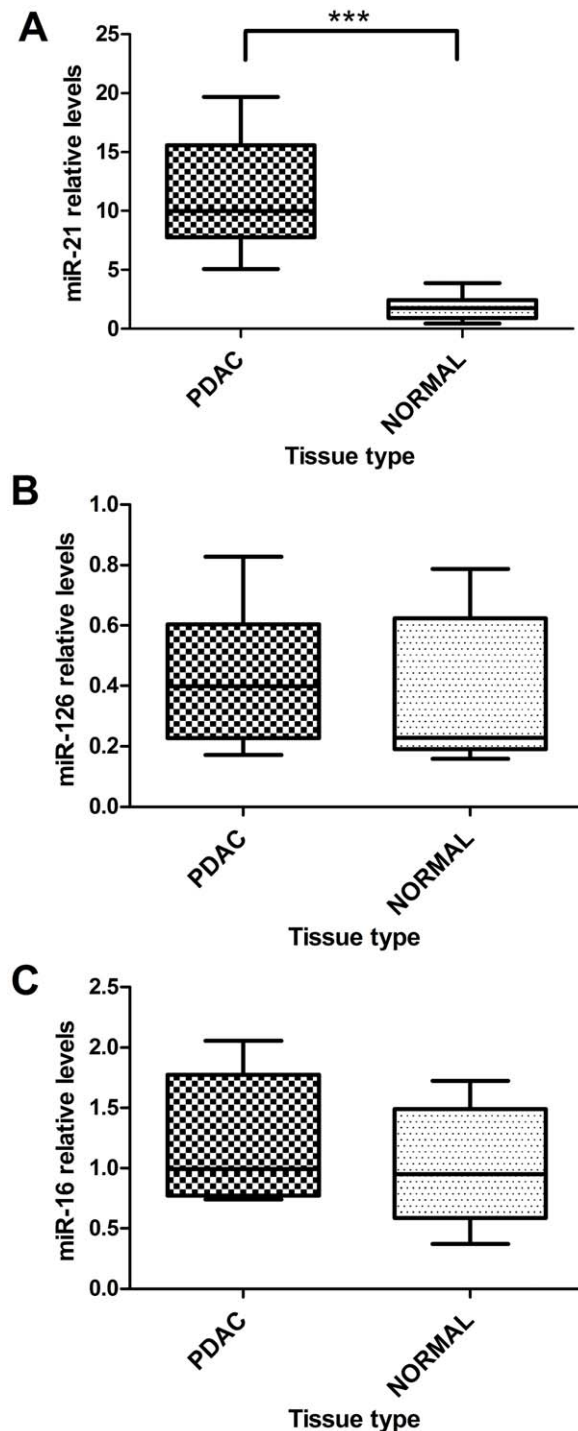 A
***
miR-21 relative levels
25
20
15
10
5
0
PDAC
NORMAL
Tissue type
B
miR-126 relative levels
1.0
0.8
0.6
0.4
0.2
0.0
PDAC
NORMAL
Tissue type
C
miR-16 relative levels
2.5
2.0
1.5
1.0
0.5
0.0
PDAC
NORMAL
Tissue type